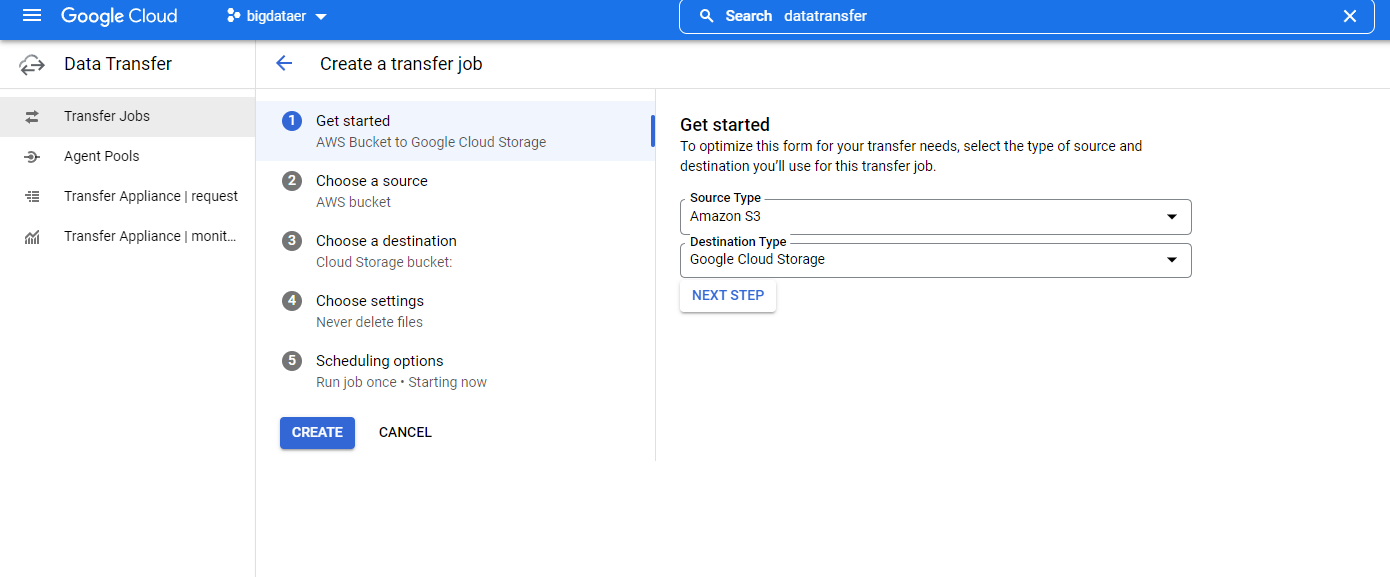 Google Cloud
bigdataer
Search datatransfer
Data Transfer
Create a transfer job
Transfer Jobs
Agent Pools
Transfer Appliance | request
Transfer Appliance | monit...
1 Get started
AWS Bucket to Google Cloud Storage
2 Choose a source
AWS bucket
3 Choose a destination
Cloud Storage bucket:
4 Choose settings
Never delete files
5 Scheduling options
Run job once • Starting now
CREATE CANCEL
Get started
To optimize this form for your transfer needs, select the type of source and
destination you’ll use for this transfer job.
Source Type
Amazon S3
Destination Type
Google Cloud Storage
NEXT STEP